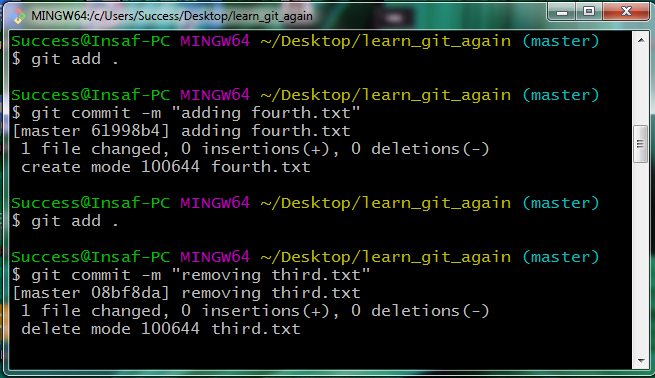 MINGW64:/c/Users/Success/Desktop/learn_git_again
Success@Insaf-PC MINGW64 ~/Desktop/learn_git_again (master)
$ git add .
Success@Insaf-PC MINGW64 ~/Desktop/learn_git_again (master)
$ git commit -m "adding fourth.txt"
[master 61998b4] adding fourth.txt
 1 file changed, 0 insertions(+), 0 deletions(-)
 create mode 100644 fourth.txt
Success@Insaf-PC MINGW64 ~/Desktop/learn_git_again (master)
$ git add .
Success@Insaf-PC MINGW64 ~/Desktop/learn_git_again (master)
$ git commit -m "removing third.txt"
[master 08bf8da] removing third.txt
 1 file changed, 0 insertions(+), 0 deletions(-)
 delete mode 100644 third.txt